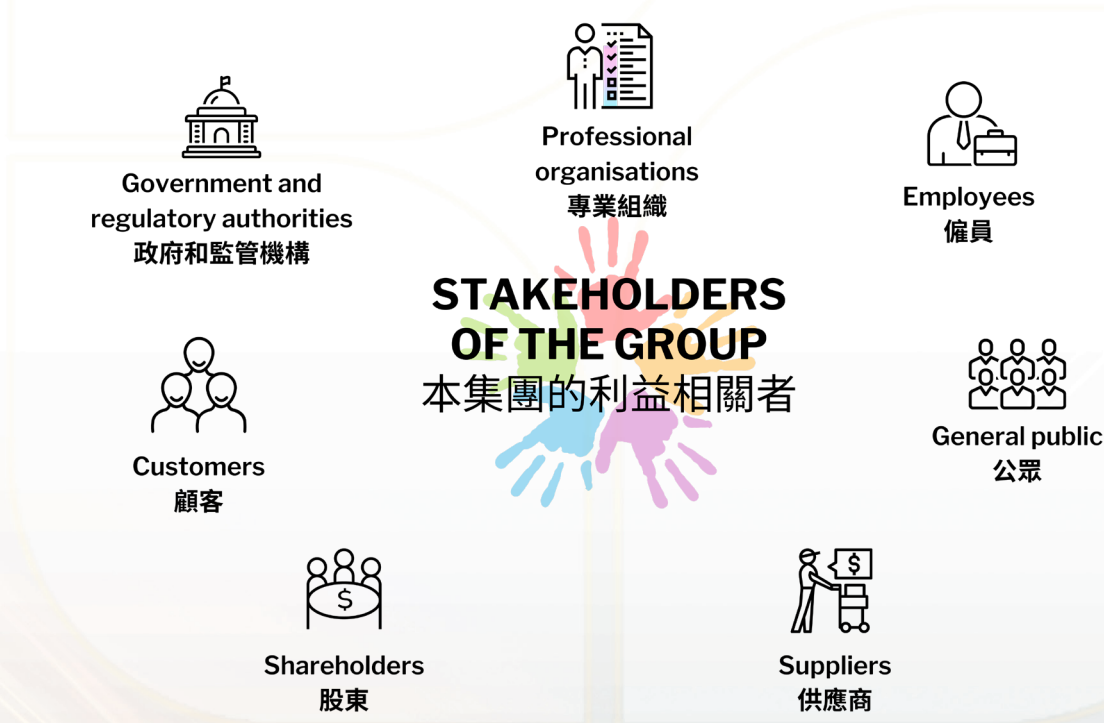 Professional
organisations
專業組織
Government and
regulatory authorities
政府和監管機構
Employees
僱員
STAKEHOLDERS
OF THE GROUP
本集團的利益相關者
Customers
顧客
General public
公眾
Shareholders
股東
Suppliers
供應商